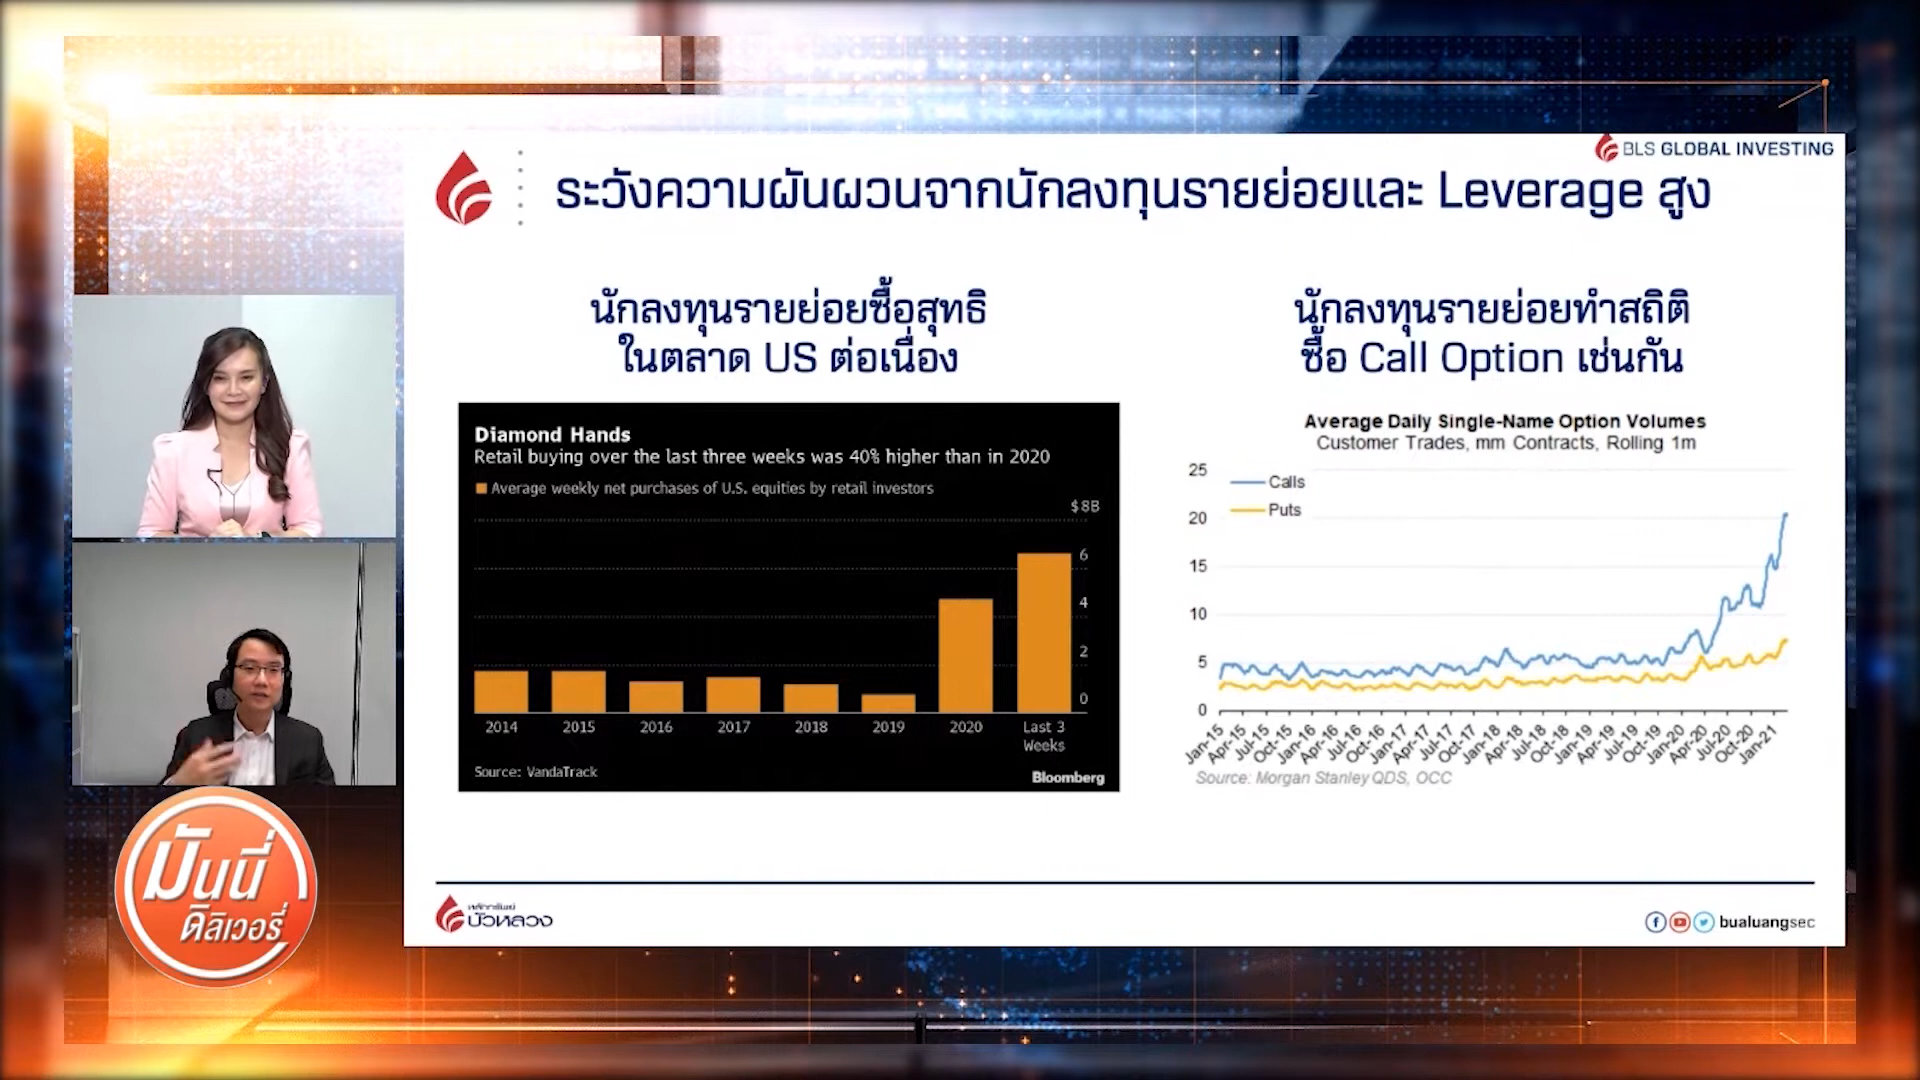 BLS GLOBAL INVESTING
ระวังความผันผวนจากนักลงทุนรายย่อยและ Leverage สูง
นักลงทุนรายย่อยซื้อสุทธิ
ในตลาด US ต่อเนื่อง
นักลงทุนรายย่อยทำสถิติ
ซื้อ Call Option เช่นกัน
Diamond Hands
Retail buying over the last three weeks was 40% higher than in 2020
Average weekly net purchases of U.S. equities by retail investors
$8B
6
4
2
0
2014 2015 2016 2017 2018 2019 2020 Last 3
Weeks
Source: VandaTrack
Bloomberg
Average Daily Single-Name Option Volumes
Customer Trades, mm Contracts, Rolling 1m
25
20
15
10
5
0
Calls
Puts
Jan-15 Apr-15 Jul-15 Oct-15 Jan-16 Apr-16 Jul-16 Oct-16 Jan-17 Apr-17 Jul-17 Oct-17 Jan-18 Apr-18 Jul-18 Oct-18 Jan-19 Apr-19 Jul-19 Oct-19 Jan-20 Apr-20 Jul-20 Oct-20 Jan-21
Source: Morgan Stanley QDS, OCC
มันนี่
ดิลิเวอรี่
หลักทรัพย์
บัวหลวง
bualuangsec